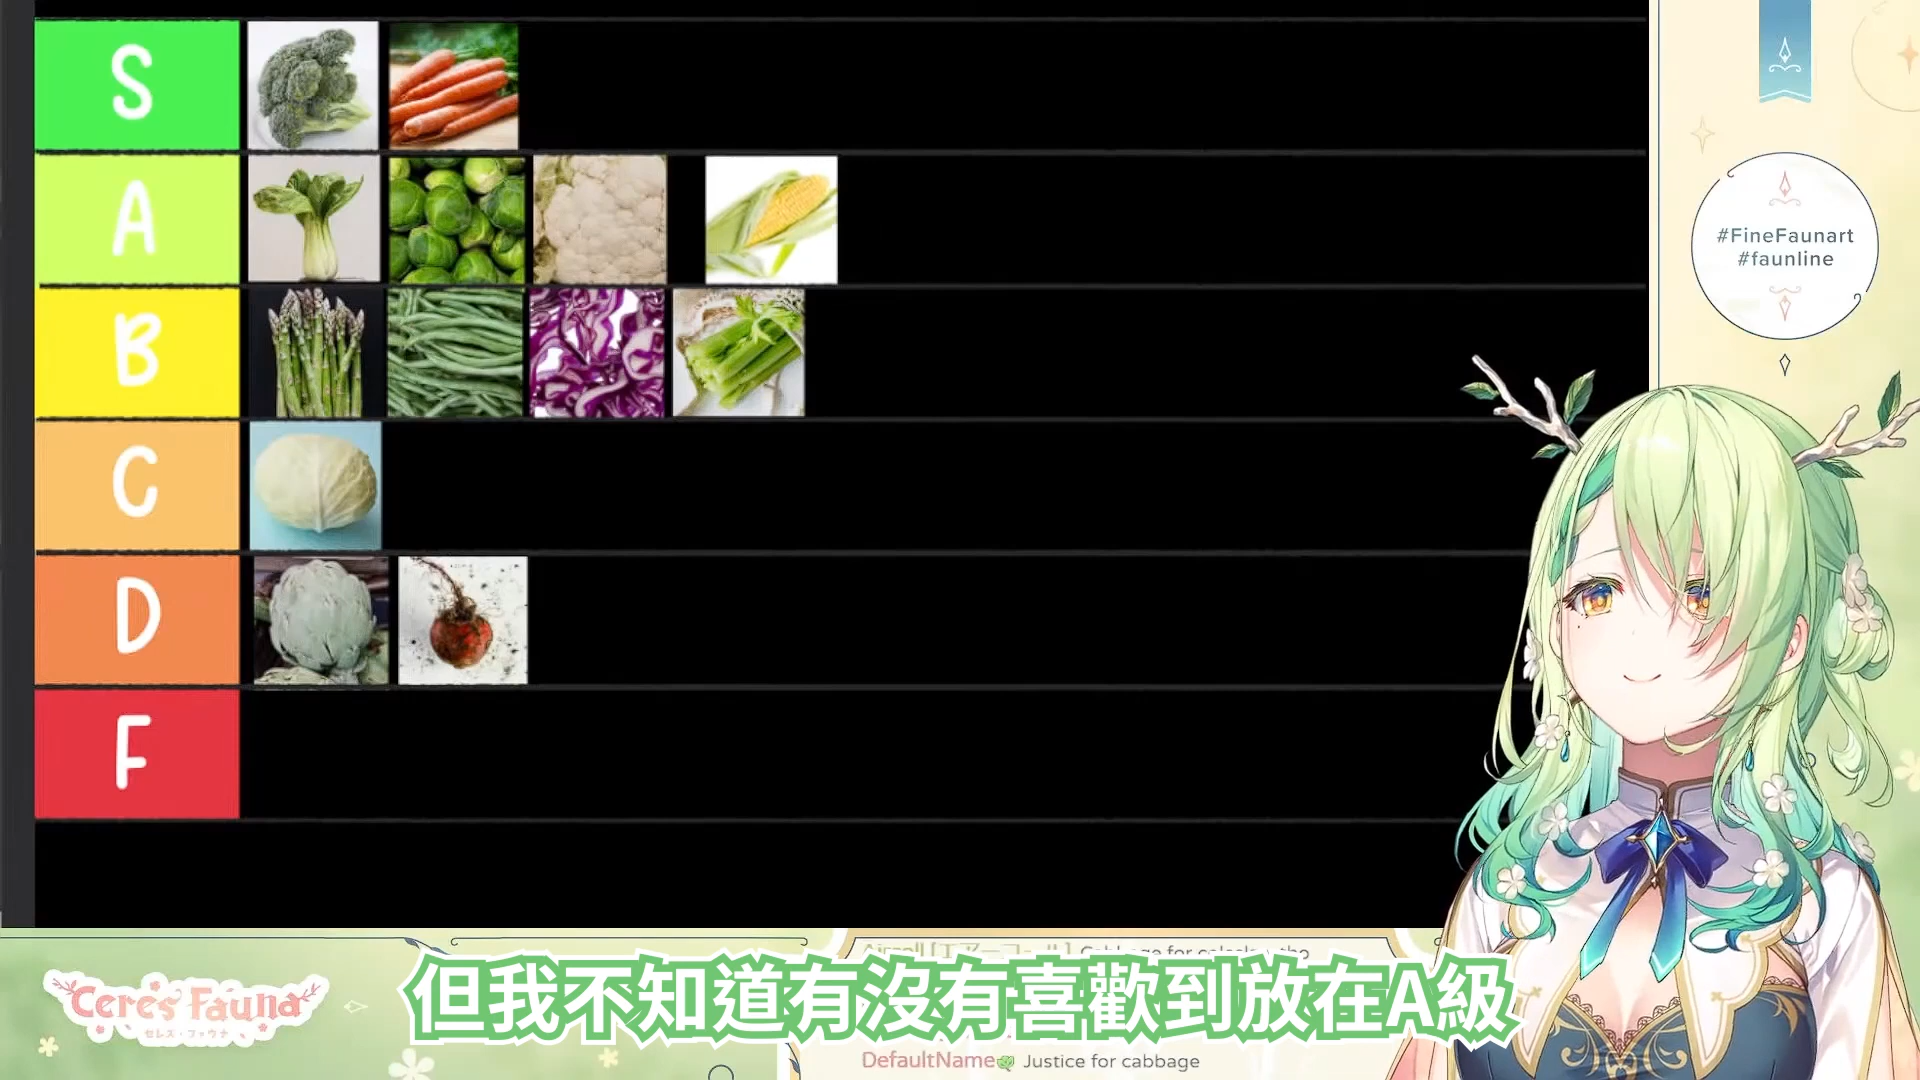 S
A
B
C
D
F
#FineFaunart
#faunline
Ceres Fauna
セレス・ファウナ
但我不知道有沒有喜歡到放在A級
DefaultName
Justice for cabbage